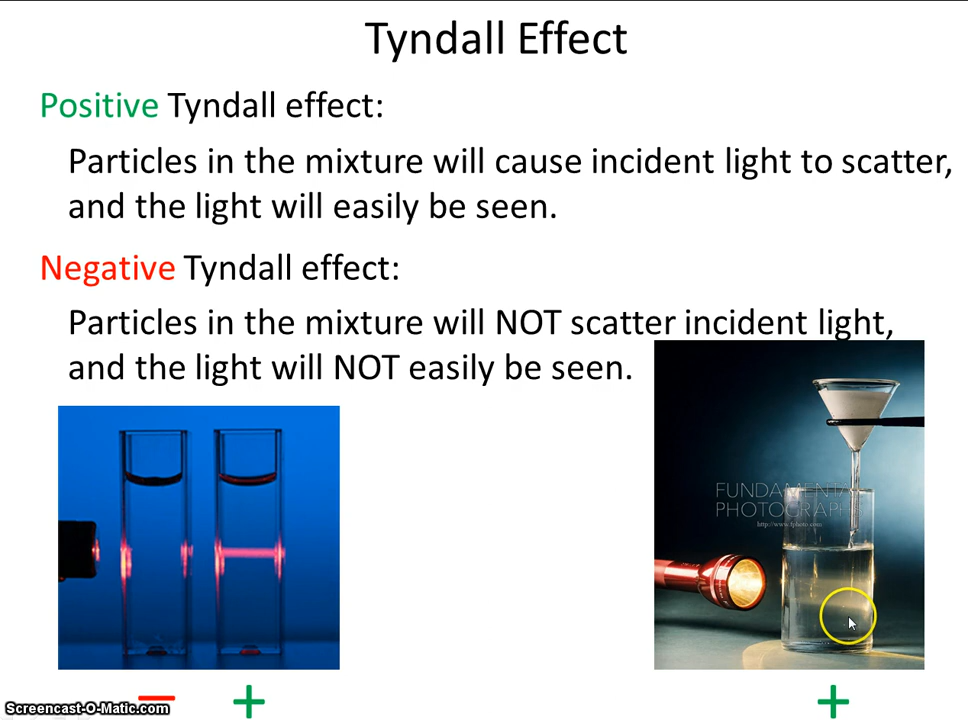 Tyndall Effect
Positive Tyndall effect:
Particles in the mixture will cause incident light to scatter,
and the light will easily be seen.
Negative Tyndall effect:
Particles in the mixture will NOT scatter incident light,
and the light will NOT easily be seen.
FUNDAMENTAL
PHOTOGRAPHS
http://www.fphoto.com
− + +
Screencast-O-Matic.com